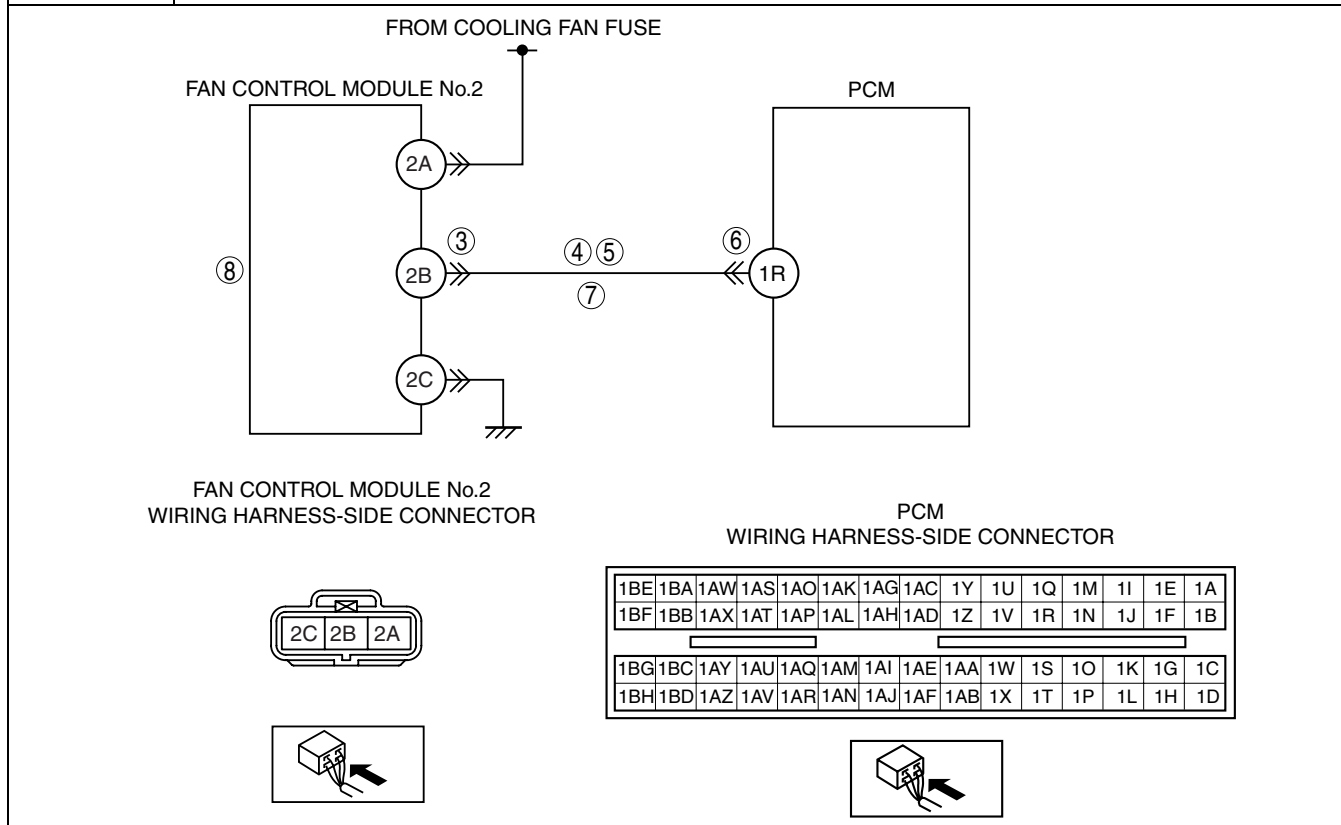 FROM COOLING FAN FUSE
FAN CONTROL MODULE No.2
PCM
2A
③
④⑤
⑥
⑧
2B
1R
⑦
2C
FAN CONTROL MODULE No.2
WIRING HARNESS-SIDE CONNECTOR
PCM
WIRING HARNESS-SIDE CONNECTOR
2C 2B 2A
1BE 1BA 1AW 1AS 1AO 1AK 1AG 1AC 1Y 1U 1Q 1M 1I 1E 1A
1BF 1BB 1AX 1AT 1AP 1AL 1AH 1AD 1Z 1V 1R 1N 1J 1F 1B
1BG 1BC 1AY 1AU 1AQ 1AM 1AI 1AE 1AA 1W 1S 1O 1K 1G 1C
1BH 1BD 1AZ 1AV 1AR 1AN 1AJ 1AF 1AB 1X 1T 1P 1L 1H 1D